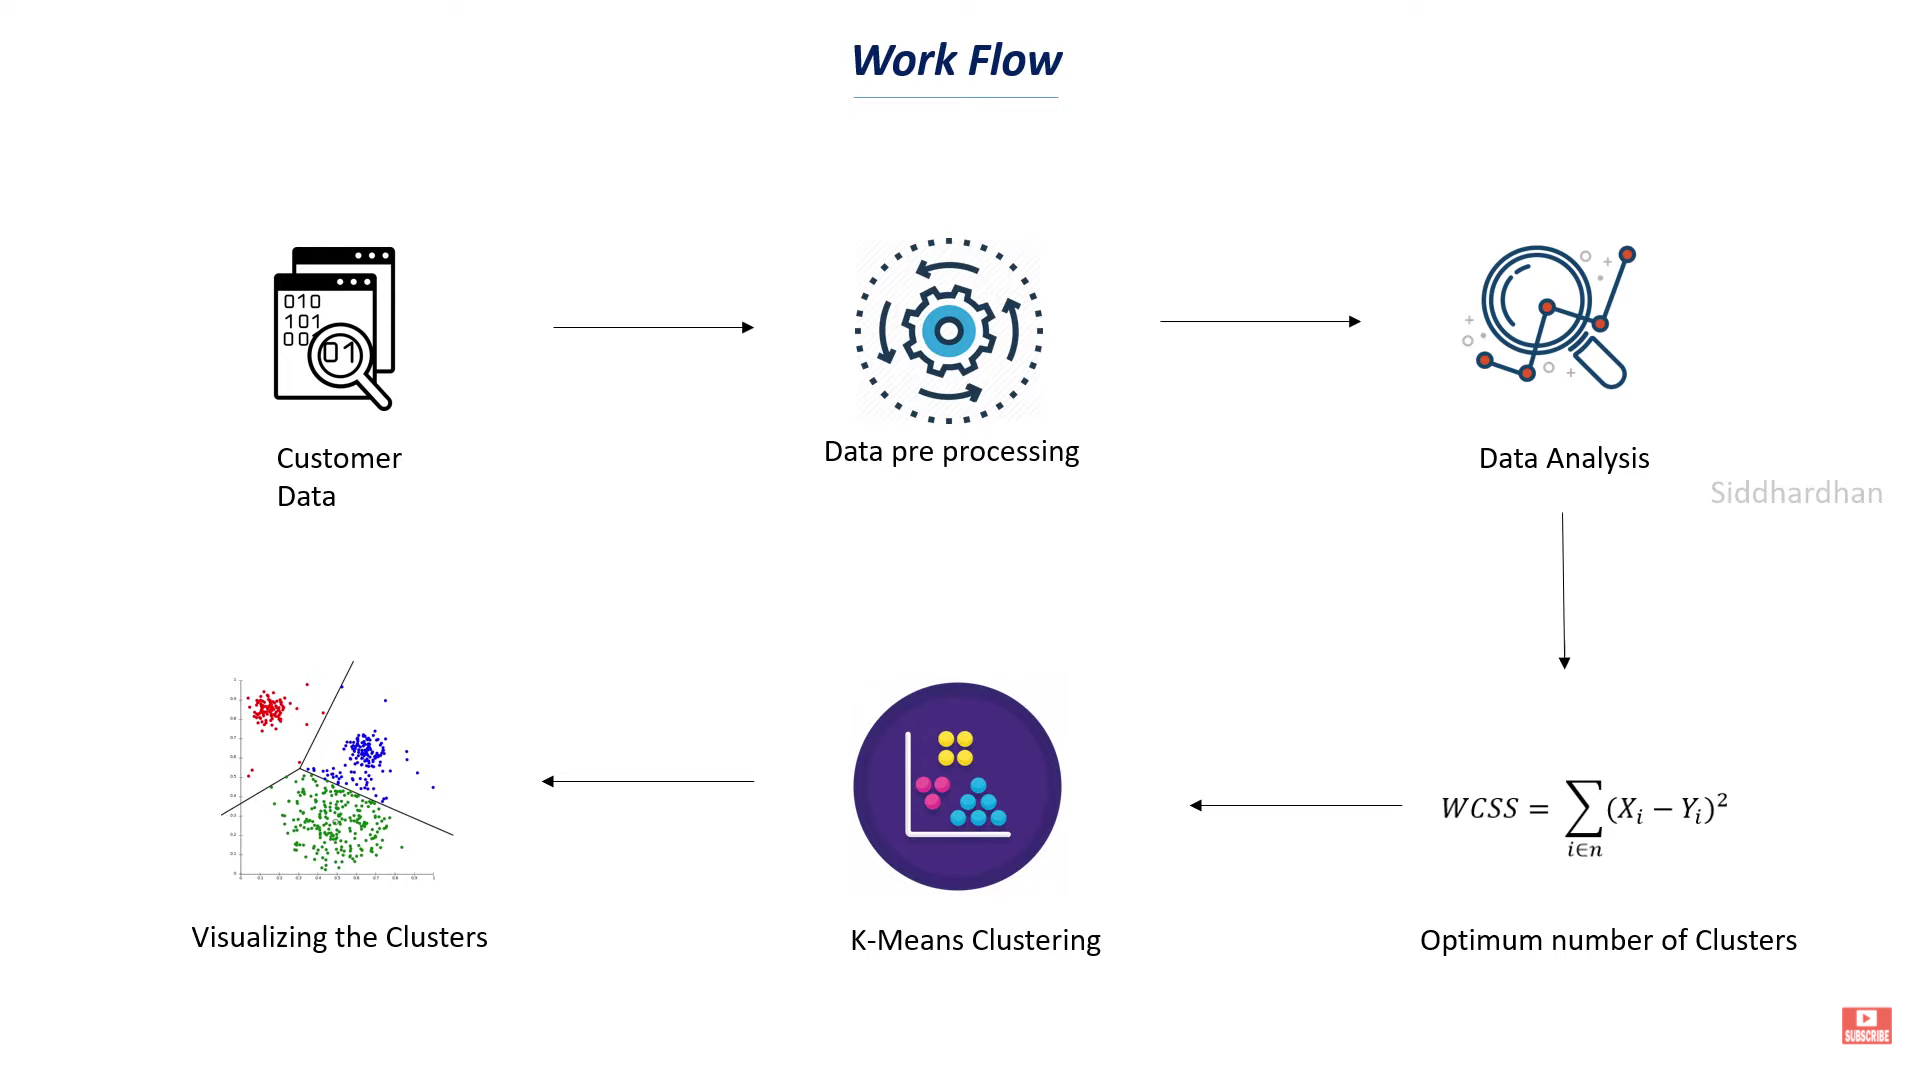 Work Flow
010
101
00
01
Customer
Data
Data pre processing
Data Analysis
Siddhardhan
Visualizing the Clusters
K-Means Clustering
WCSS = ∑(Xᵢ − Yᵢ)²
i∈n
Optimum number of Clusters
SUBSCRIBE